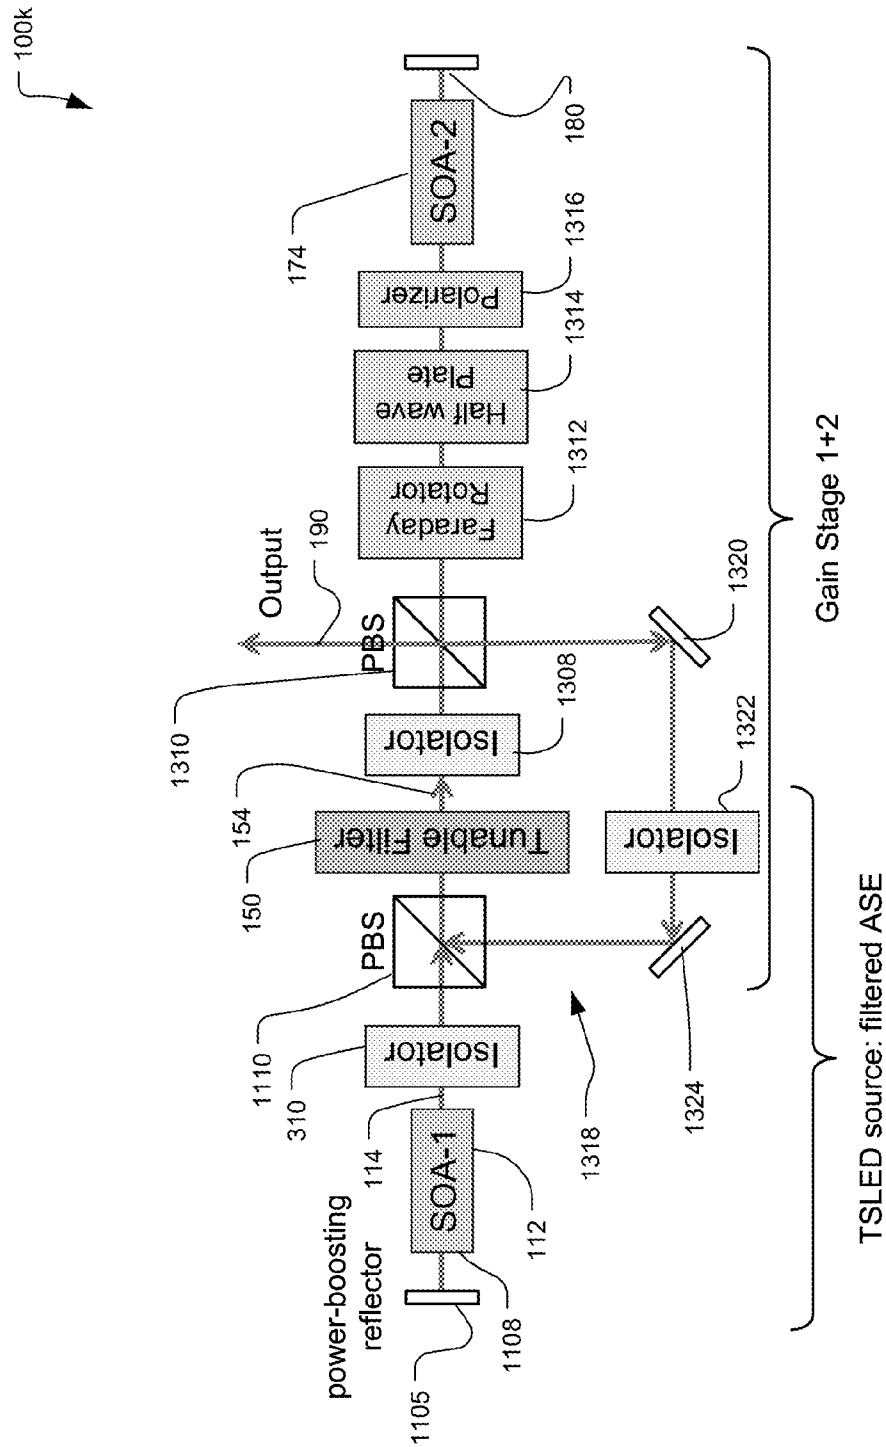 100k
180
SOA-2
174
Polarizer
1316
Half wave
Plate
1314
Faraday
Rotator
1312
Output
190
PBS
1310
Isolator
1308
1320
154
Tunable Filter
150
Isolator
1322
PBS
1110
Isolator
310
1324
1318
114
SOA-1
112
power-boosting
reflector
1108
1105
Gain Stage 1+2
TSLED source: filtered ASE